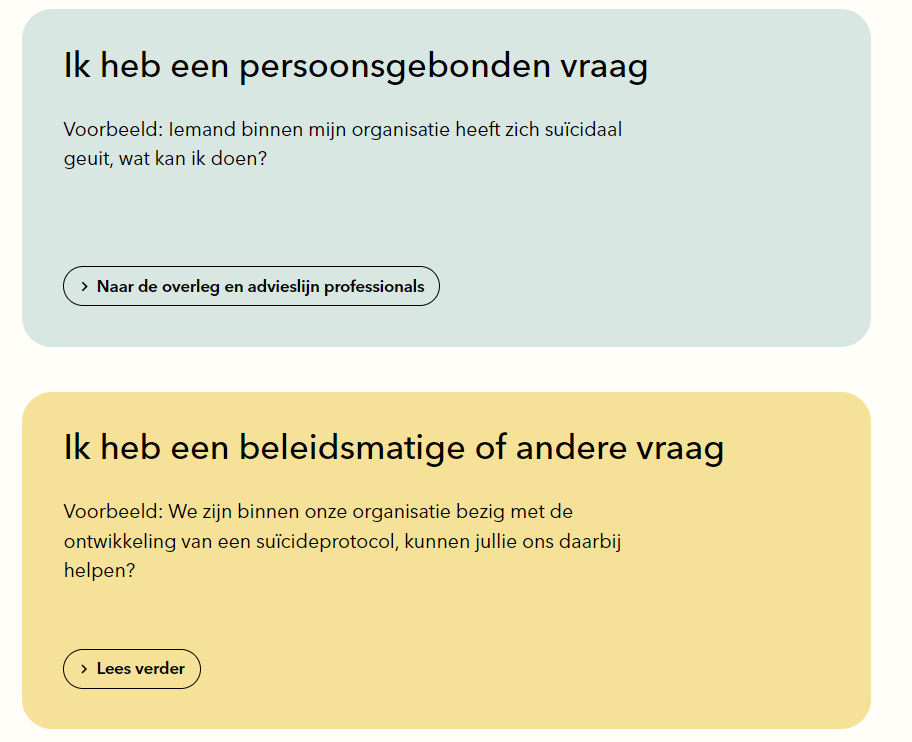 Ik heb een persoonsgebonden vraag
Voorbeeld: Iemand binnen mijn organisatie heeft zich suïcidaal
geuit, wat kan ik doen?
Naar de overleg en advieslijn professionals
Ik heb een beleidsmatige of andere vraag
Voorbeeld: We zijn binnen onze organisatie bezig met de
ontwikkeling van een suïcideprotocol, kunnen jullie ons daarbij
helpen?
Lees verder